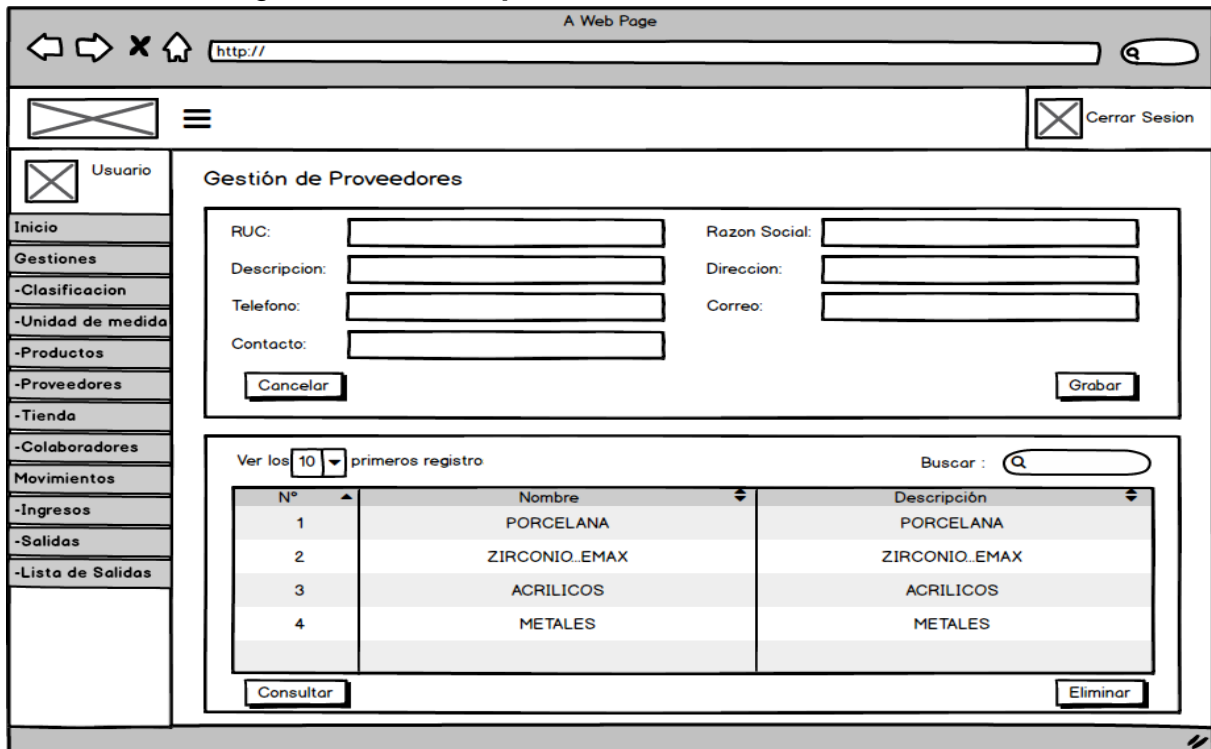 A Web Page
http://
Cerrar Sesion
Usuario
Inicio
Gestiones
-Clasificacion
-Unidad de medida
-Productos
-Proveedores
-Tienda
-Colaboradores
Movimientos
-Ingresos
-Salidas
-Lista de Salidas
Gestión de Proveedores
RUC: Razon Social:
Descripcion: Direccion:
Telefono: Correo:
Contacto:
Cancelar Grabar
Ver los 10 primeros registro Buscar :
N° Nombre Descripción
1 PORCELANA PORCELANA
2 ZIRCONIO...EMAX ZIRCONIO...EMAX
3 ACRILICOS ACRILICOS
4 METALES METALES
Consultar Eliminar